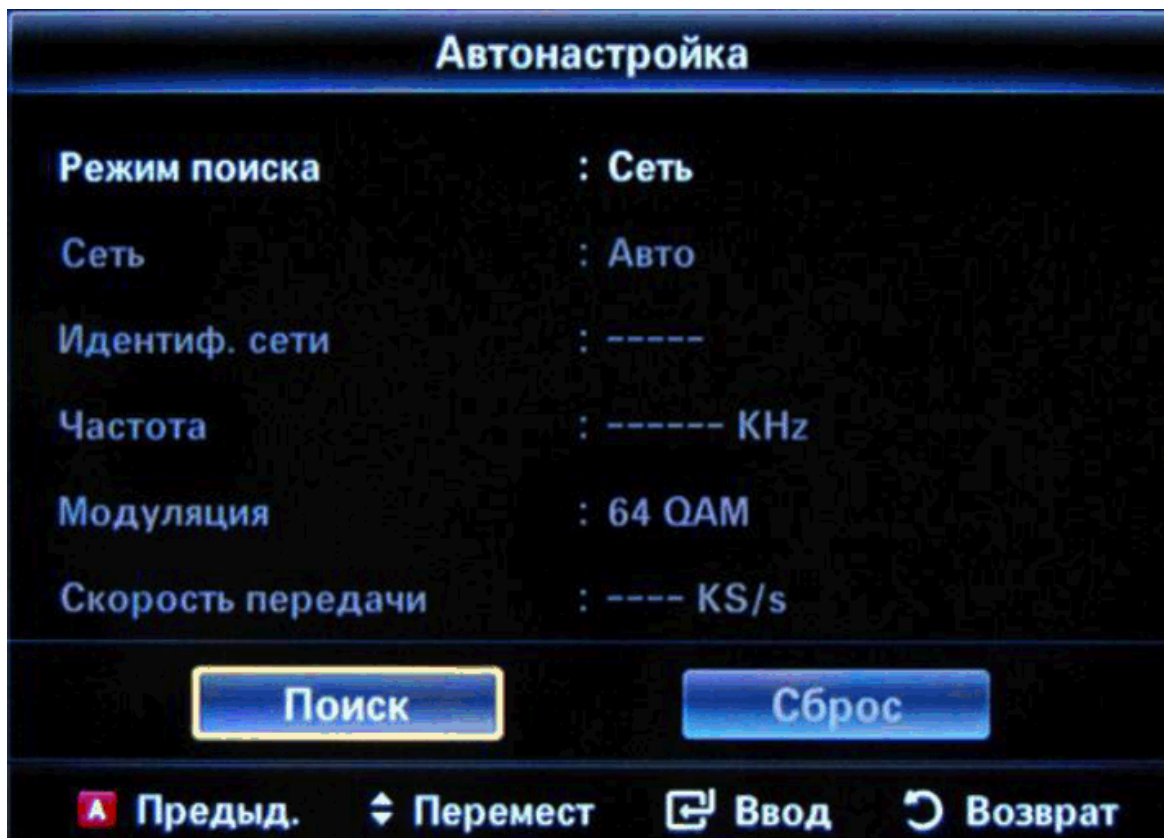 Автонастройка
Режим поиска : Сеть
Сеть : Авто
Идентиф. сети : -----
Частота : ------ KHz
Модуляция : 64 QAM
Скорость передачи : ---- KS/s
Поиск Сброс
A Предыд. Перемест Ввод Возврат